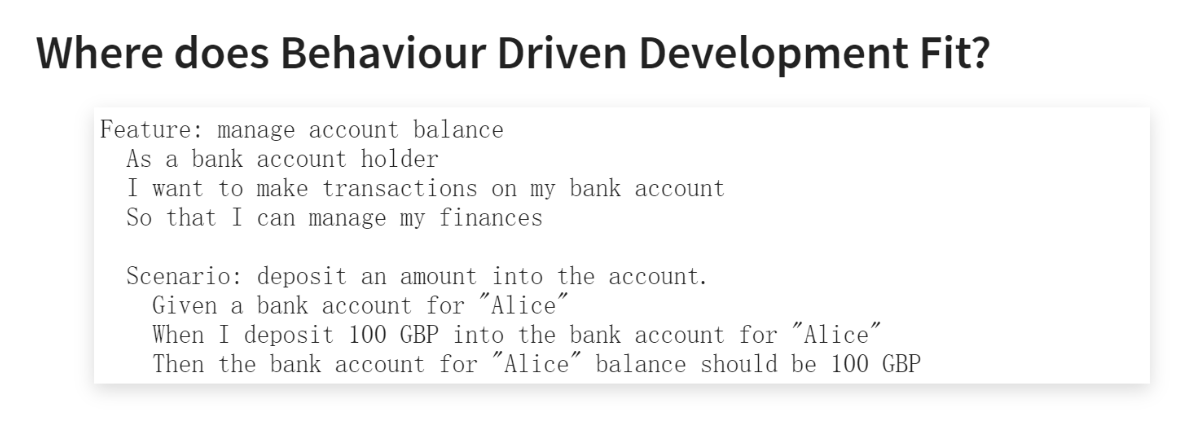 Where does Behaviour Driven Development Fit?
Feature: manage account balance
As a bank account holder
I want to make transactions on my bank account
So that I can manage my finances
Scenario: deposit an amount into the account.
Given a bank account for "Alice"
When I deposit 100 GBP into the bank account for "Alice"
Then the bank account for "Alice" balance should be 100 GBP